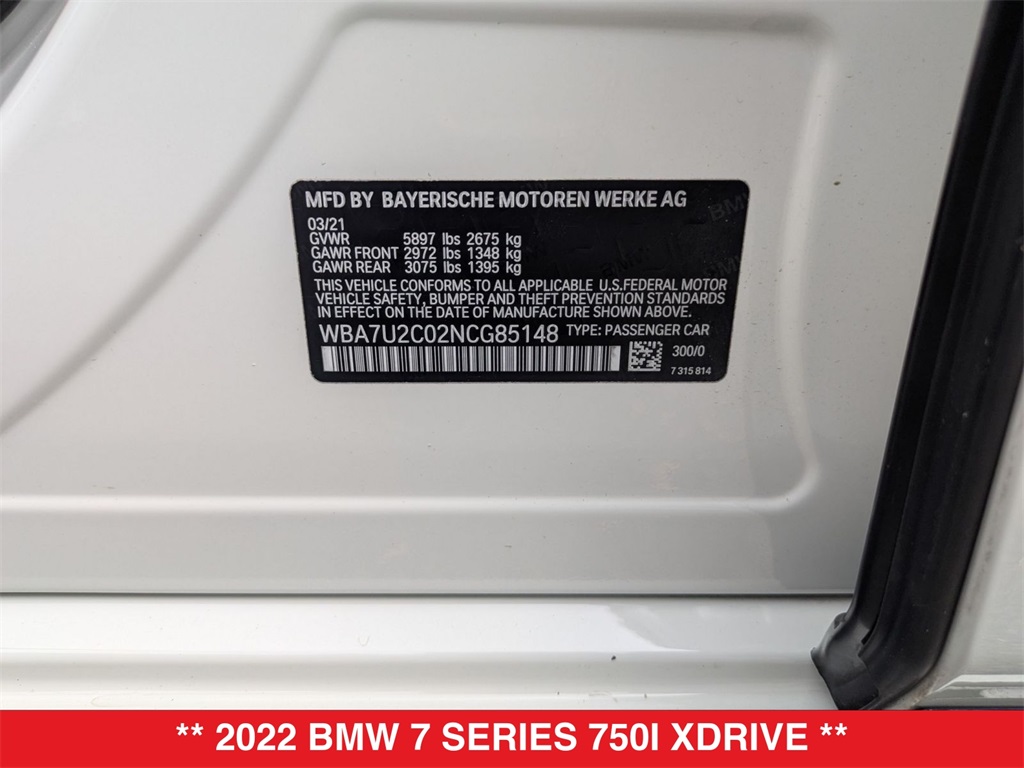 MFD BY BAYERISCHE MOTOREN WERKE AG
03/21
GVWR 5897 lbs 2675 kg
GAWR FRONT 2972 lbs 1348 kg
GAWR REAR 3075 lbs 1395 kg
THIS VEHICLE CONFORMS TO ALL APPLICABLE U.S.FEDERAL MOTOR
VEHICLE SAFETY, BUMPER AND THEFT PREVENTION STANDARDS
IN EFFECT ON THE DATE OF MANUFACTURE SHOWN ABOVE.
WBA7U2C02NCG85148 TYPE: PASSENGER CAR
300/0
7 315 814
** 2022 BMW 7 SERIES 750I XDRIVE **